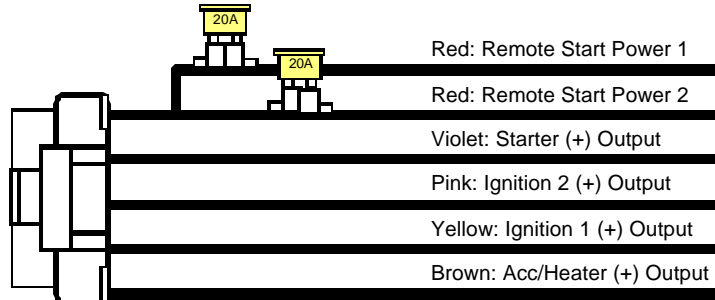 20A
20A
Red: Remote Start Power 1
Red: Remote Start Power 2
Violet: Starter (+) Output
Pink: Ignition 2 (+) Output
Yellow: Ignition 1 (+) Output
Brown: Acc/Heater (+) Output